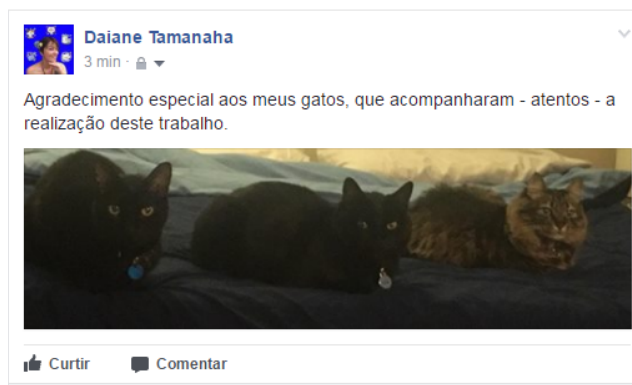 Daiane Tamanaha
3 min ·
Agradecimento especial aos meus gatos, que acompanharam - atentos - a
realização deste trabalho.
Curtir Comentar